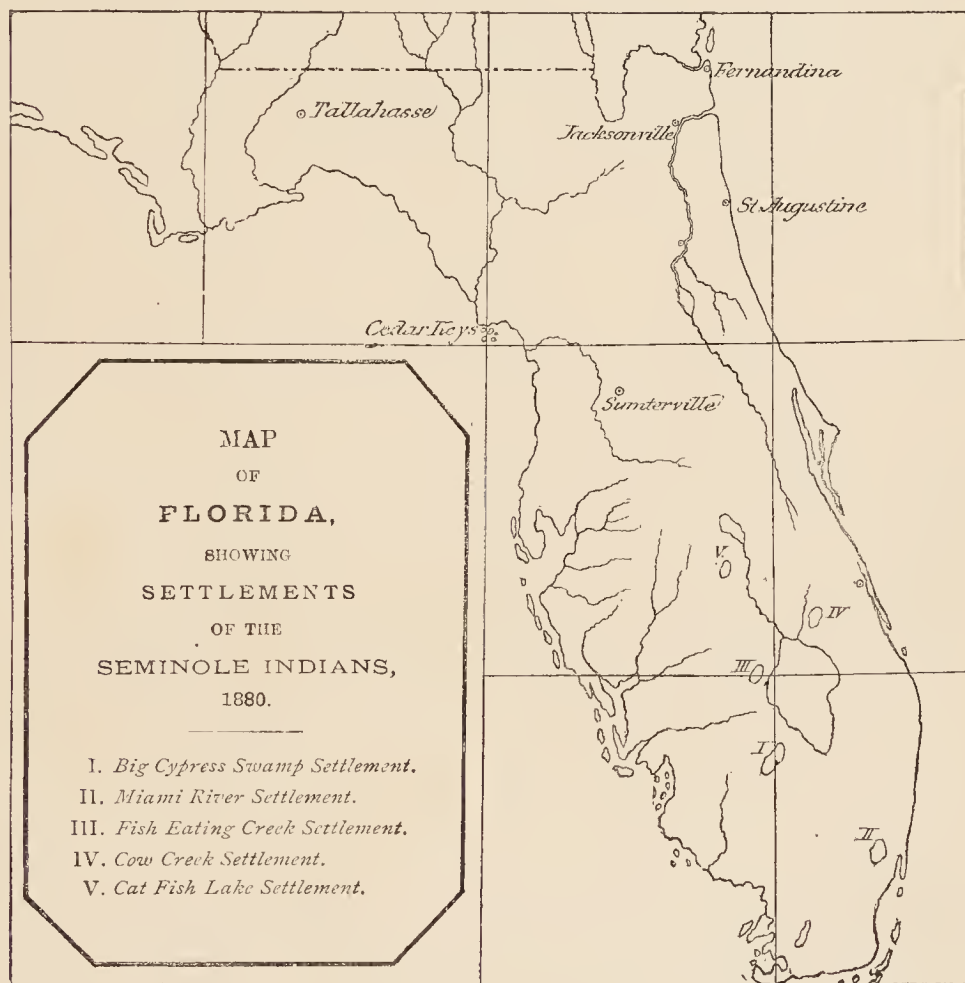 Fernandina
Tallahasse
Jacksonville
St Augustine
Cedar Keys
Sumterville
MAP
OF
FLORIDA,
SHOWING
SETTLEMENTS
OF THE
SEMINOLE INDIANS,
1880.
I. Big Cypress Swamp Settlement.
II. Miami River Settlement.
III. Fish Eating Creek Settlement.
IV. Cow Creek Settlement.
V. Cat Fish Lake Settlement.
V.
IV
III
I
II